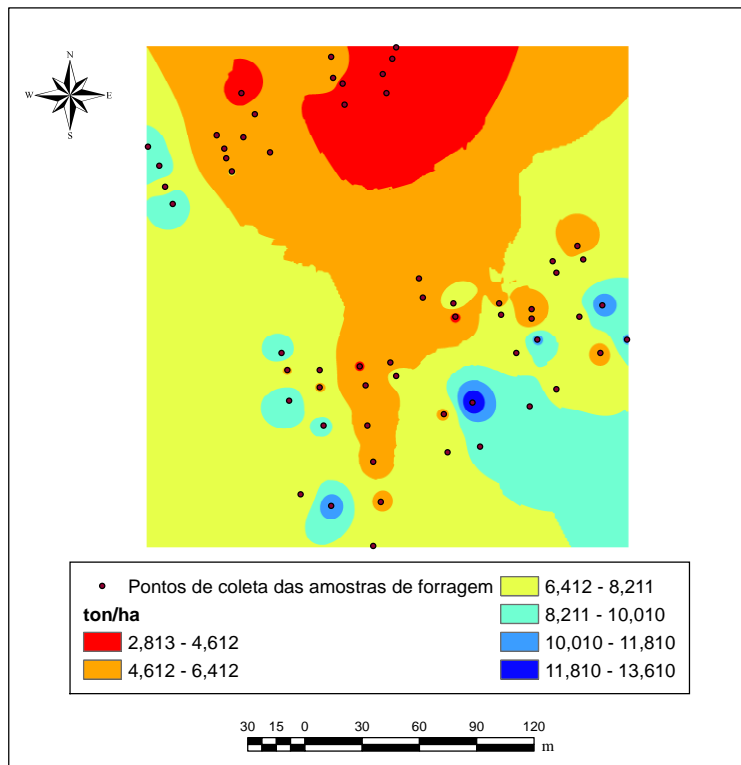 N
W E
S
Pontos de coleta das amostras de forragem
ton/ha
2,813 - 4,612
4,612 - 6,412
6,412 - 8,211
8,211 - 10,010
10,010 - 11,810
11,810 - 13,610
30 15 0 30 60 90 120
m